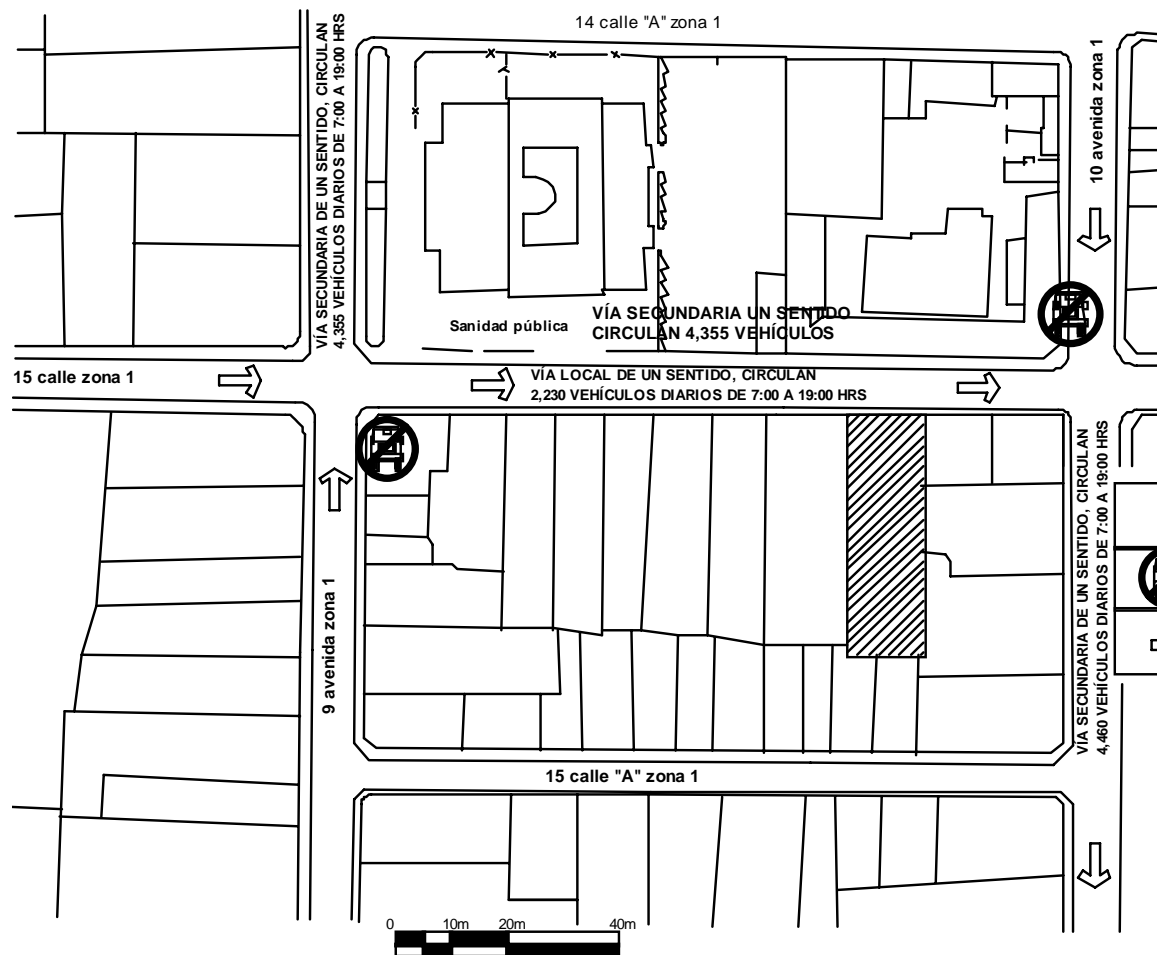 14 calle "A" zona 1
VÍA SECUNDARIA DE UN SENTIDO, CIRCULAN
4,355 VEHÍCULOS DIARIOS DE 7:00 A 19:00 HRS
10 avenida zona 1
Sanidad pública
VÍA SECUNDARIA UN SENTIDO
CIRCULAN 4,355 VEHÍCULOS
15 calle zona 1
VÍA LOCAL DE UN SENTIDO, CIRCULAN
2,230 VEHÍCULOS DIARIOS DE 7:00 A 19:00 HRS
9 avenida zona 1
VÍA SECUNDARIA DE UN SENTIDO, CIRCULAN
4,460 VEHÍCULOS DIARIOS DE 7:00 A 19:00 HRS
15 calle "A" zona 1
0 10m 20m 40m